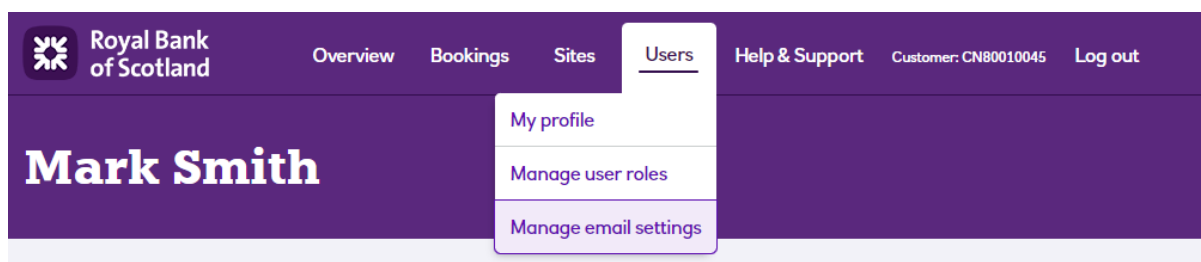 Royal Bank
of Scotland
Overview Bookings Sites Users Help & Support Customer: CN80010045 Log out
My profile
Mark Smith
Manage user roles
Manage email settings